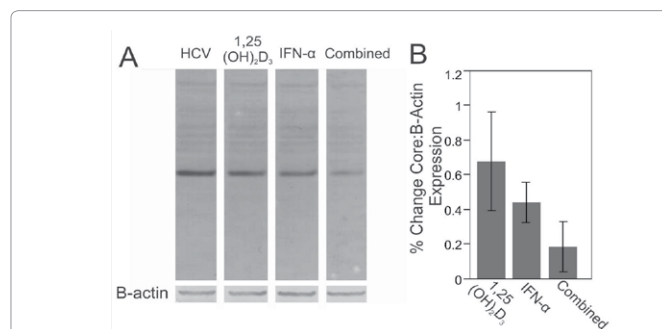 A
HCV
1,25
(OH)₂D₃
IFN-α
Combined
B-actin
B
% Change Core:B-Actin
Expression
1.2
1
0.8
0.6
0.4
0.2
0
1,25
(OH)₂D₃
IFN-α
Combined